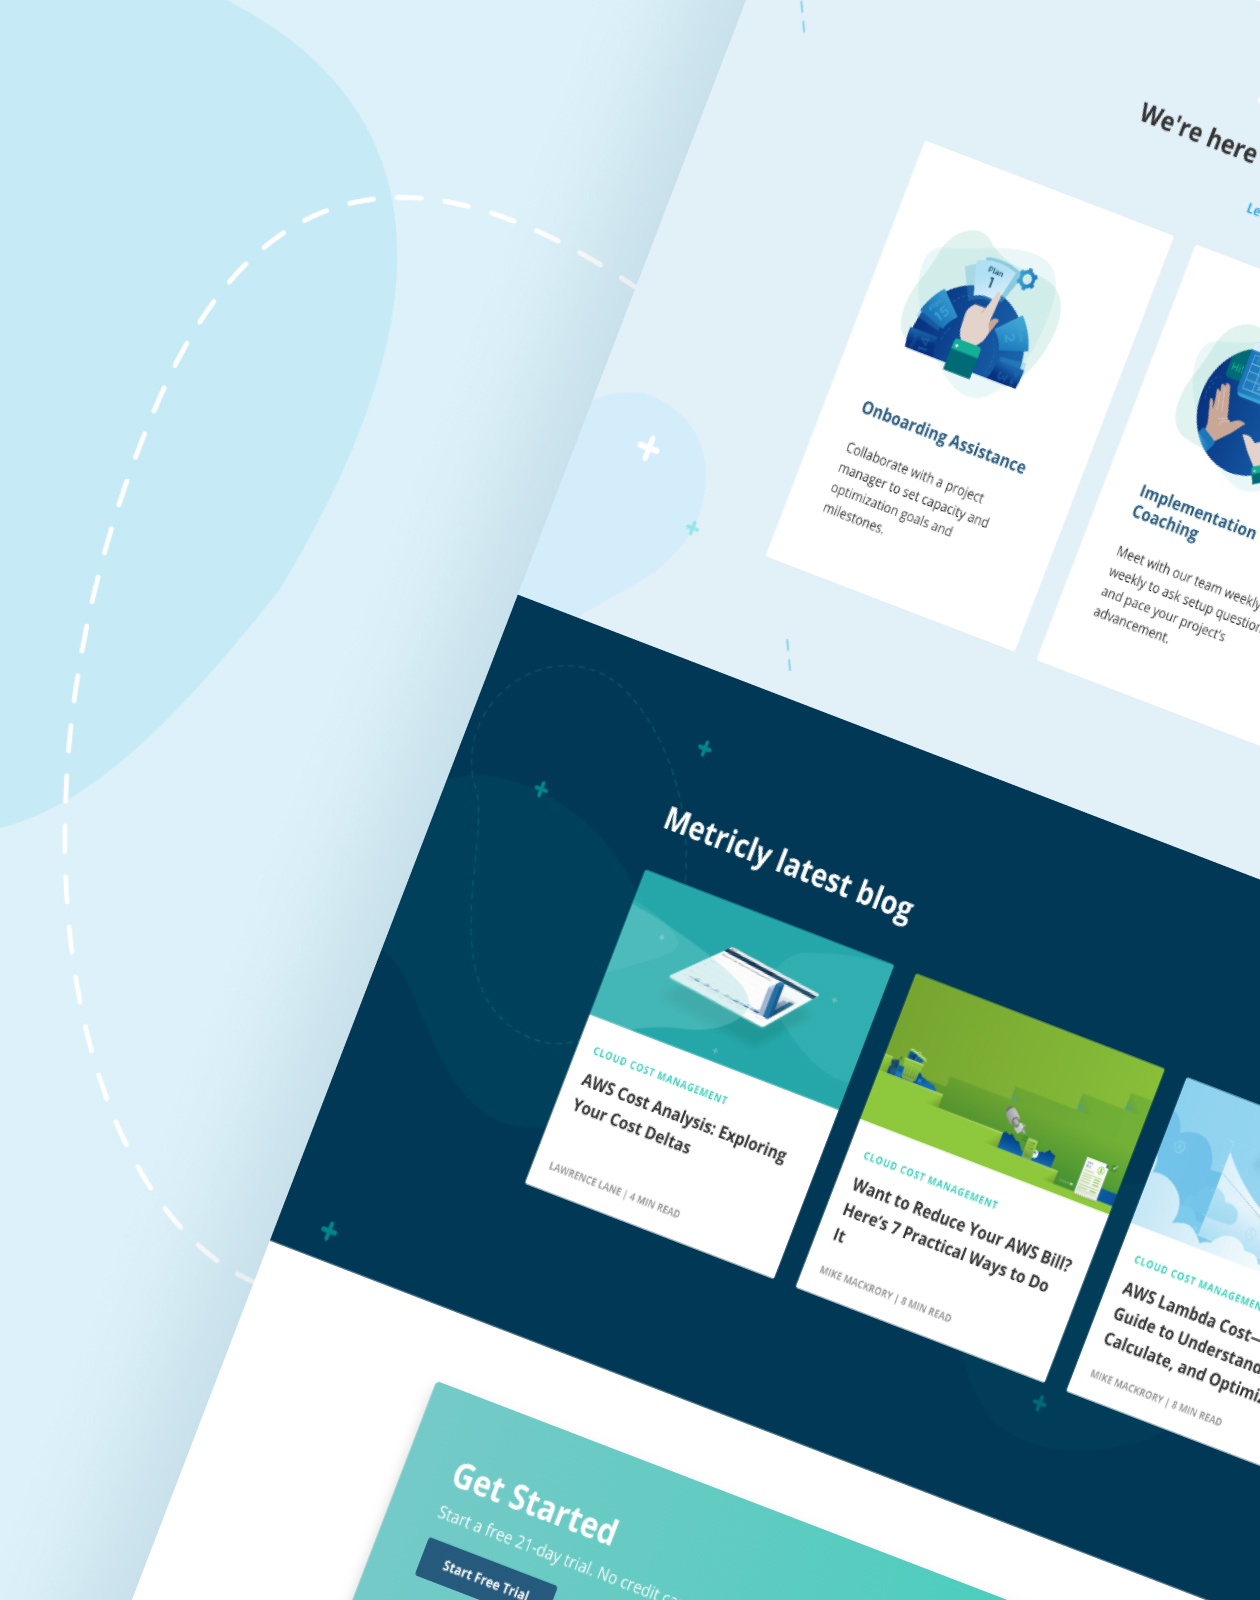 We're here
Plan
1
15
2
Hi!
Onboarding Assistance
Collaborate with a project
manager to set capacity and
optimization goals and
milestones.
Implementation
Coaching
Meet with our team weekly
weekly to ask setup
and pace your project's
advancement.
Metricly latest blog
CLOUD COST MANAGEMENT
AWS Cost Analysis: Exploring
Your Cost Deltas
LAWRENCE LANE | 4 MIN READ
CLOUD COST MANAGEMENT
Want to Reduce Your AWS Bill?
Here's 7 Practical Ways to Do
It
MIKE MACKRORY | 8 MIN READ
CLOUD COST
AWS Lambda Cost—
Guide to
Calculate, and
MIKE MACKRORY | 8 MIN READ
Get Started
Start a free 21-day trial. No credit
Start Free Trial